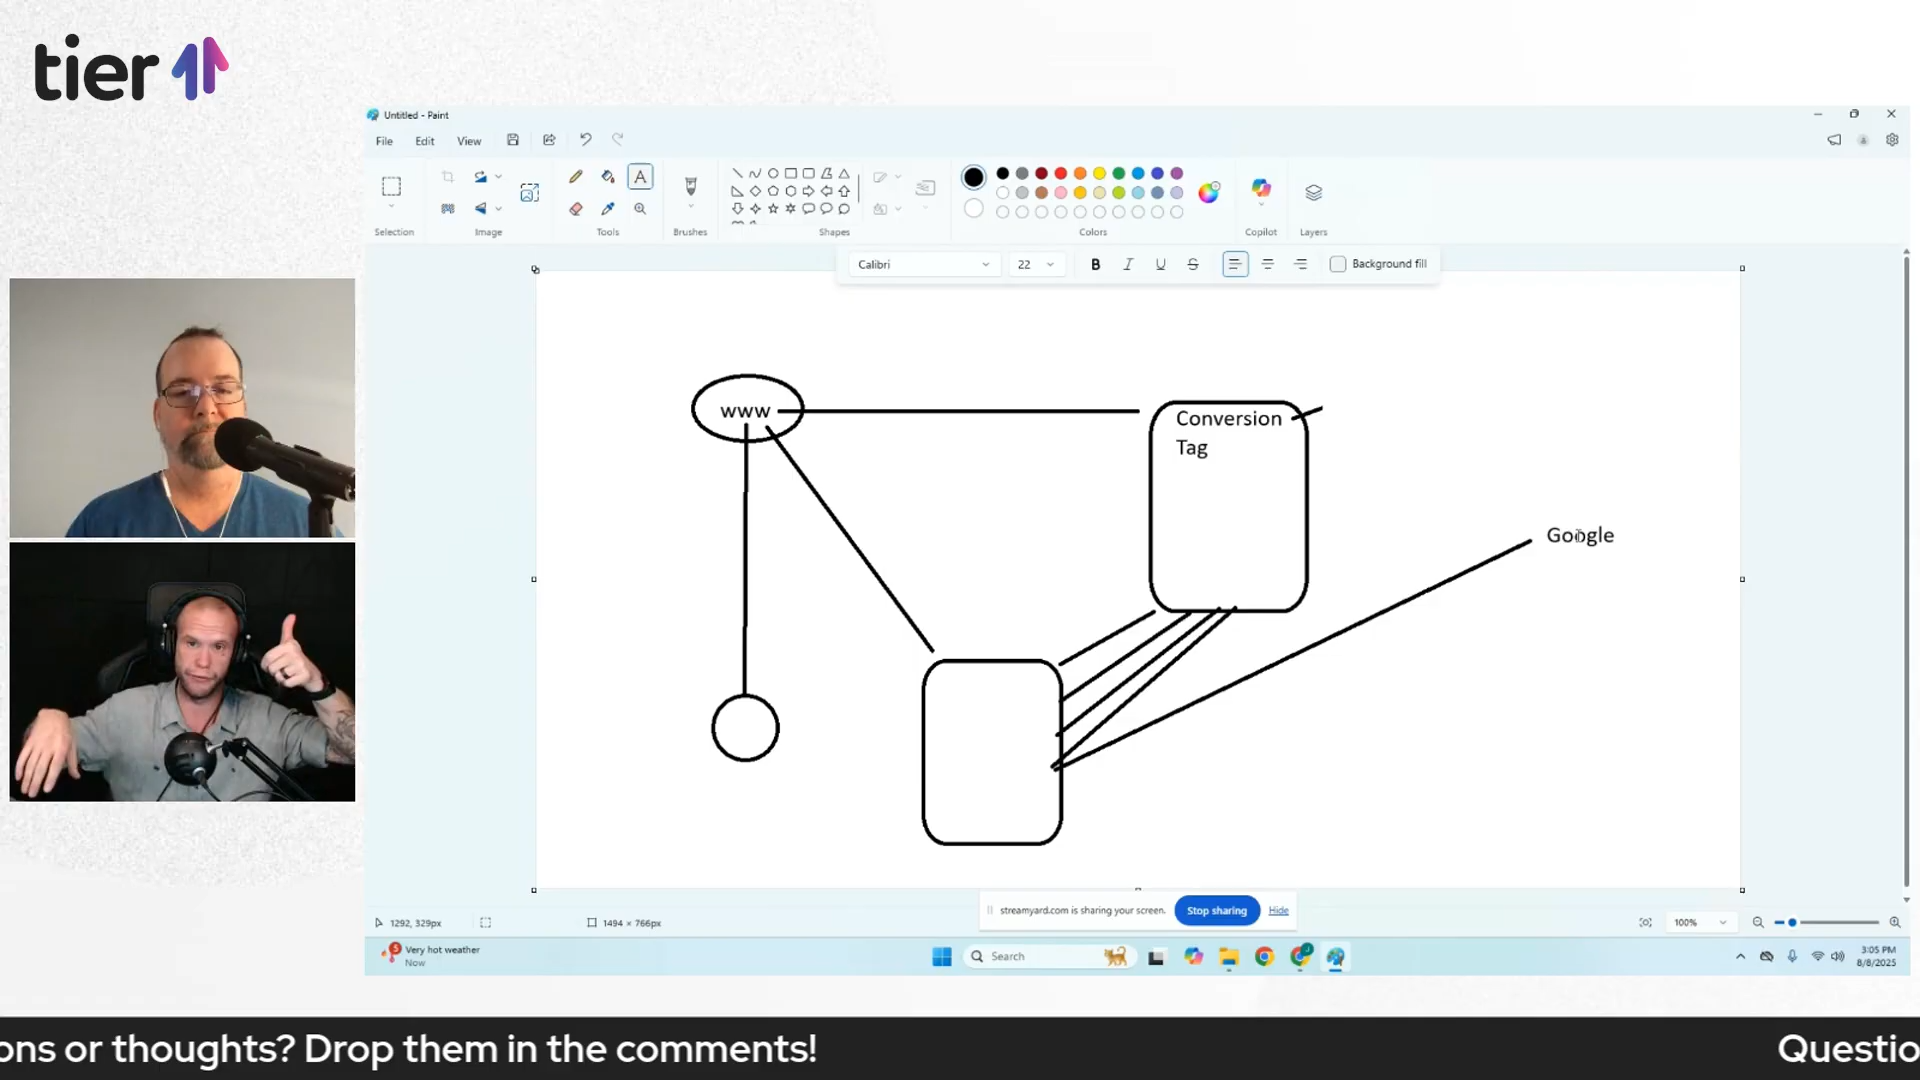 tier 11
Untitled - Paint
File Edit View
Selection Image Tools Brushes Shapes Colors Copilot Layers
Calibri 22 B I U S Background fill
www
Conversion
Tag
Google
streamyard.com is sharing your screen. Stop sharing Hide
1292, 329px 1494 × 766px 100%
5 Very hot weather
Now
Search
3:05 PM
8/8/2025
ons or thoughts? Drop them in the comments! Questio